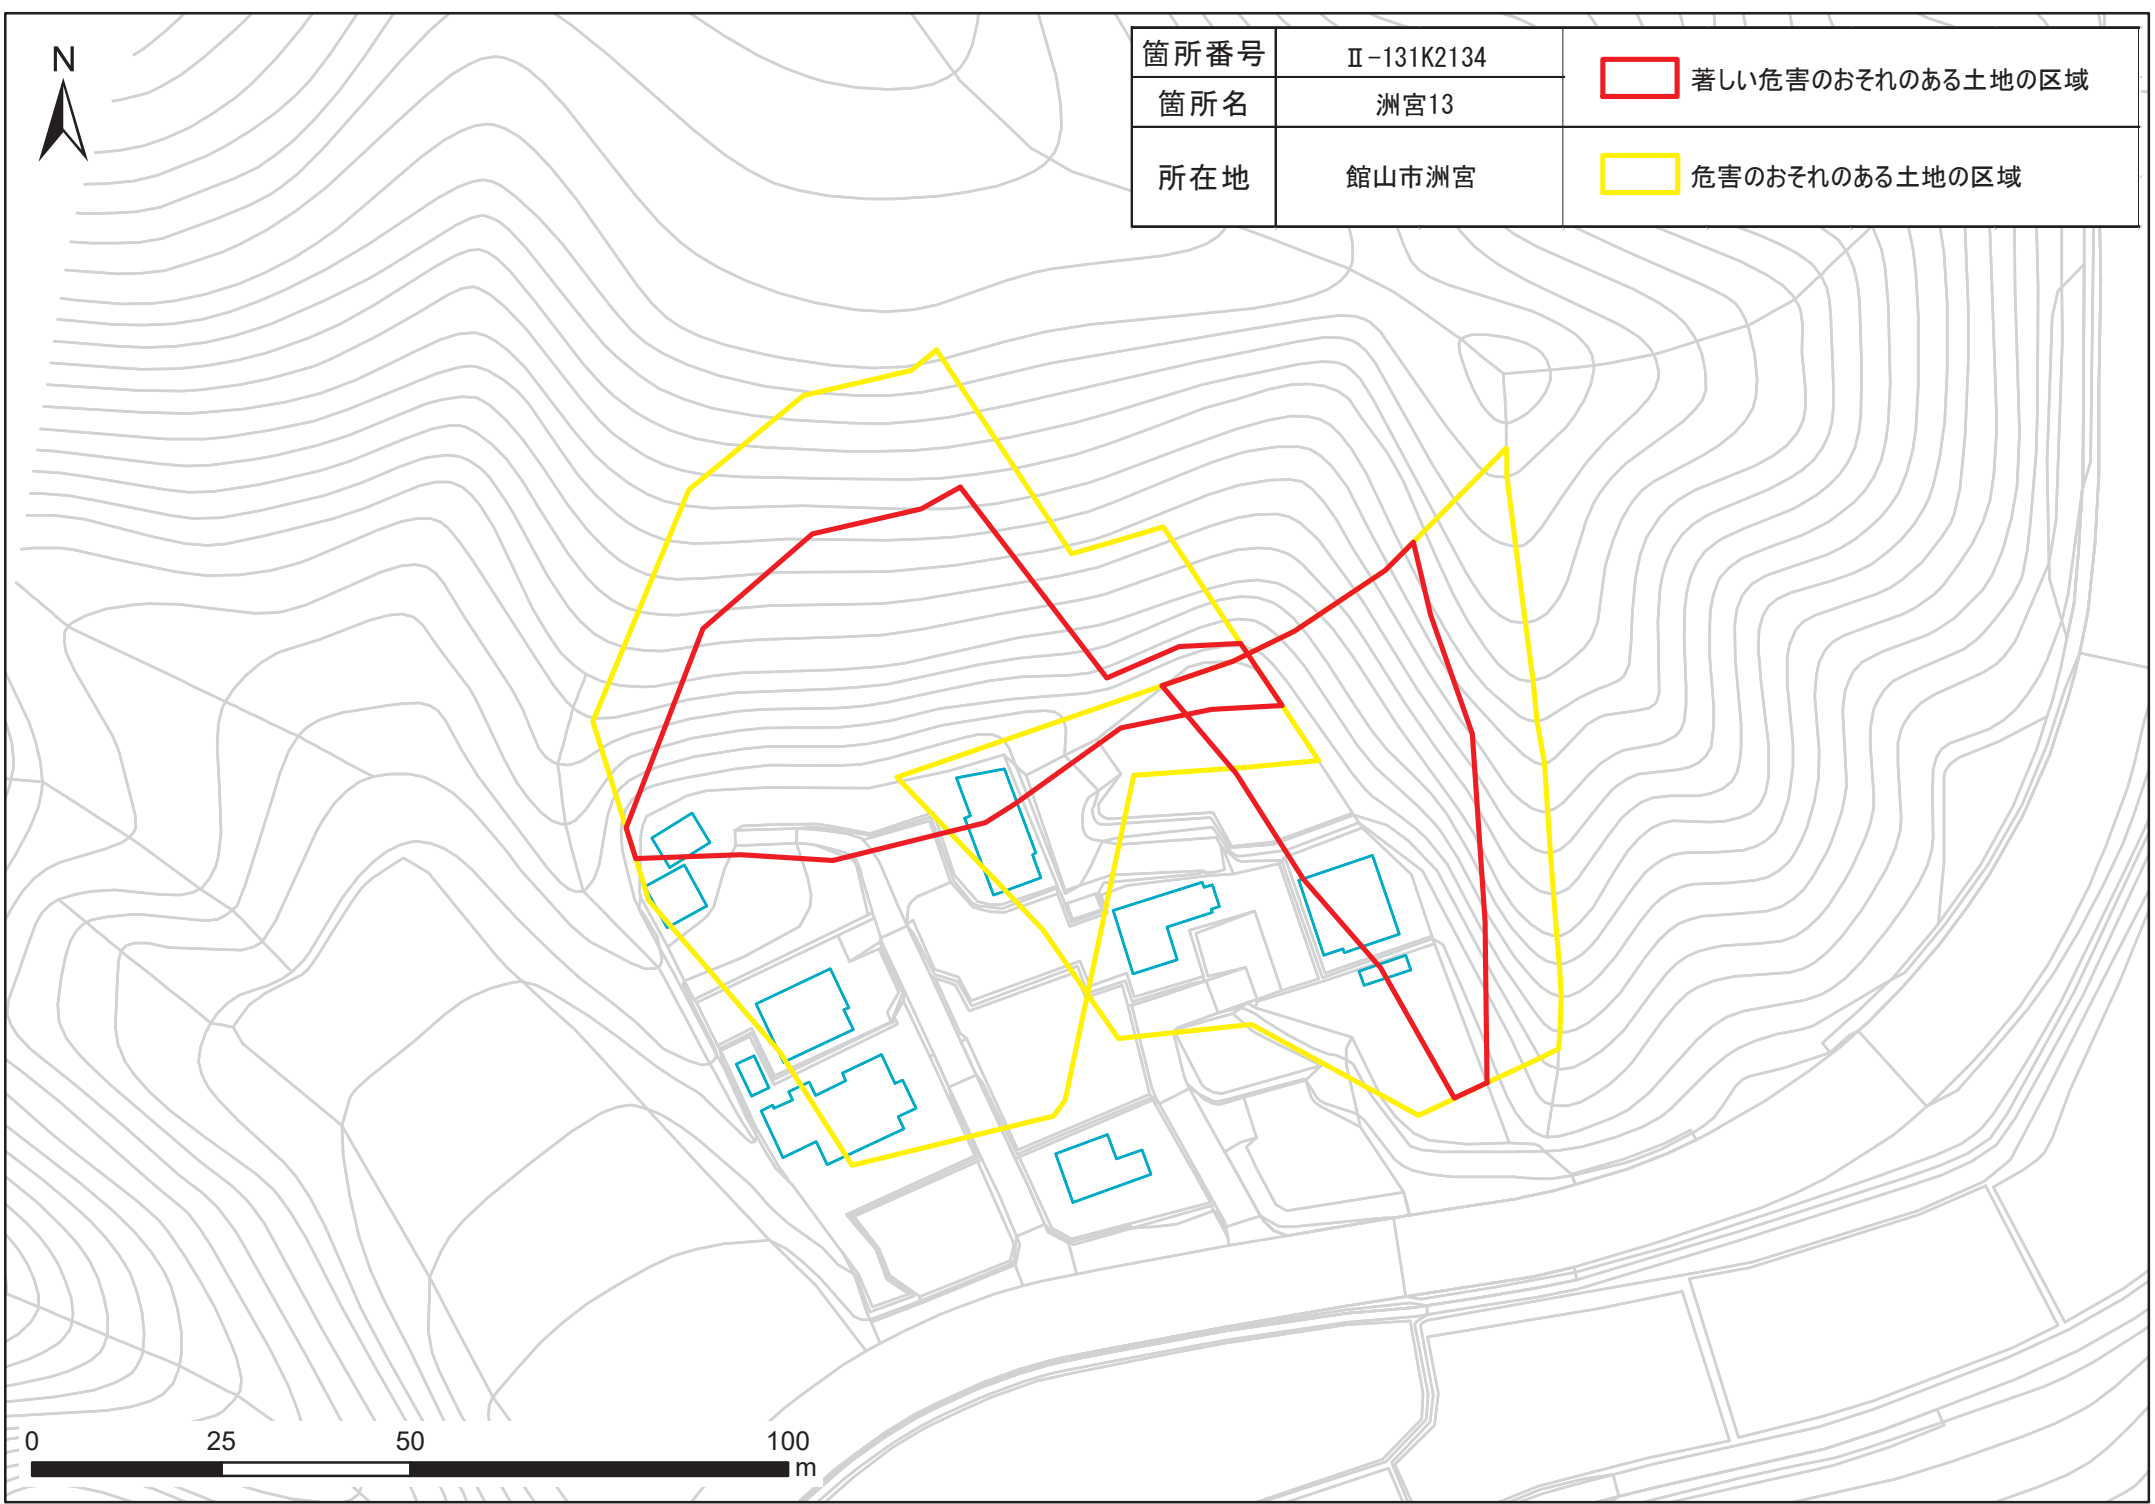 N
箇所番号 Ⅱ-131K2134
箇所名 洲宮13
所在地 館山市洲宮
著しい危害のおそれのある土地の区域
危害のおそれのある土地の区域
0 25 50 100
m